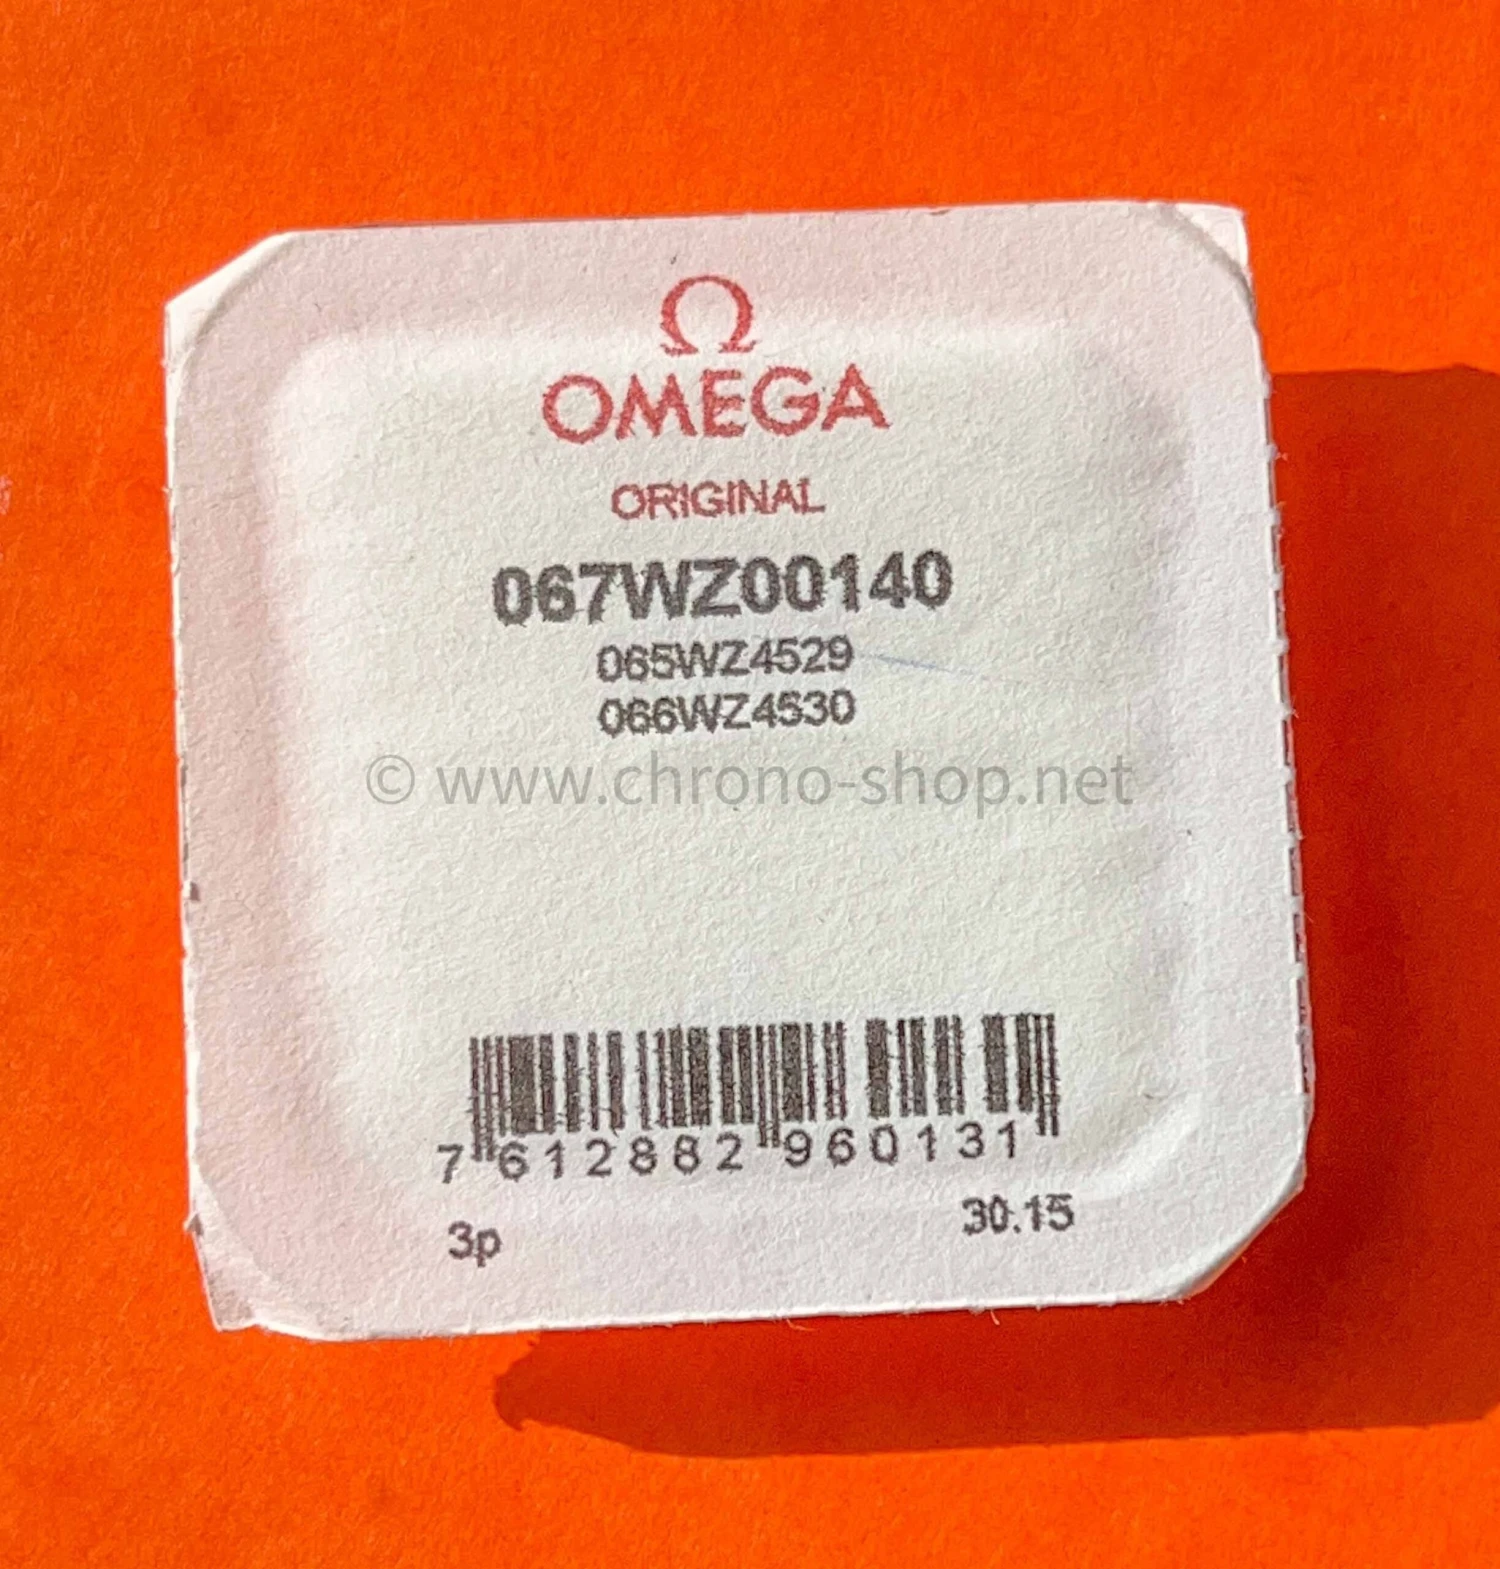 Ω
OMEGA
ORIGINAL
067WZ00140
065WZ4529
066WZ4530
© www.chrono-shop.net
7 612882 960131
3p 30.15